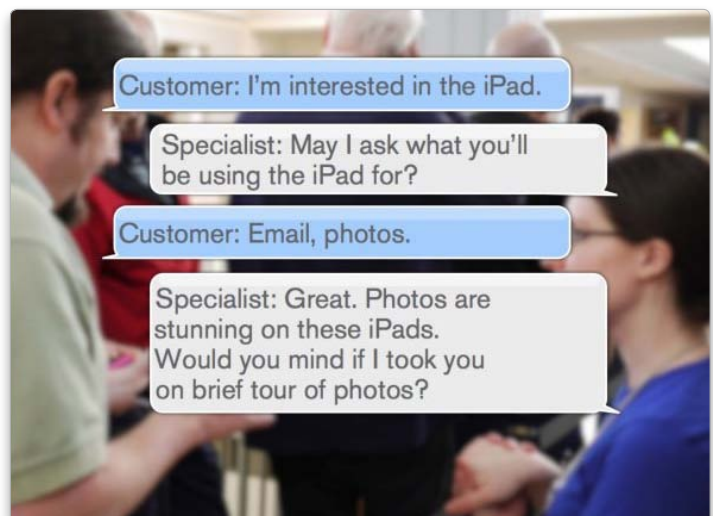 Customer: I'm interested in the iPad.
Specialist: May I ask what you'll
be using the iPad for?
Customer: Email, photos.
Specialist: Great. Photos are
stunning on these iPads.
Would you mind if I took you
on brief tour of photos?